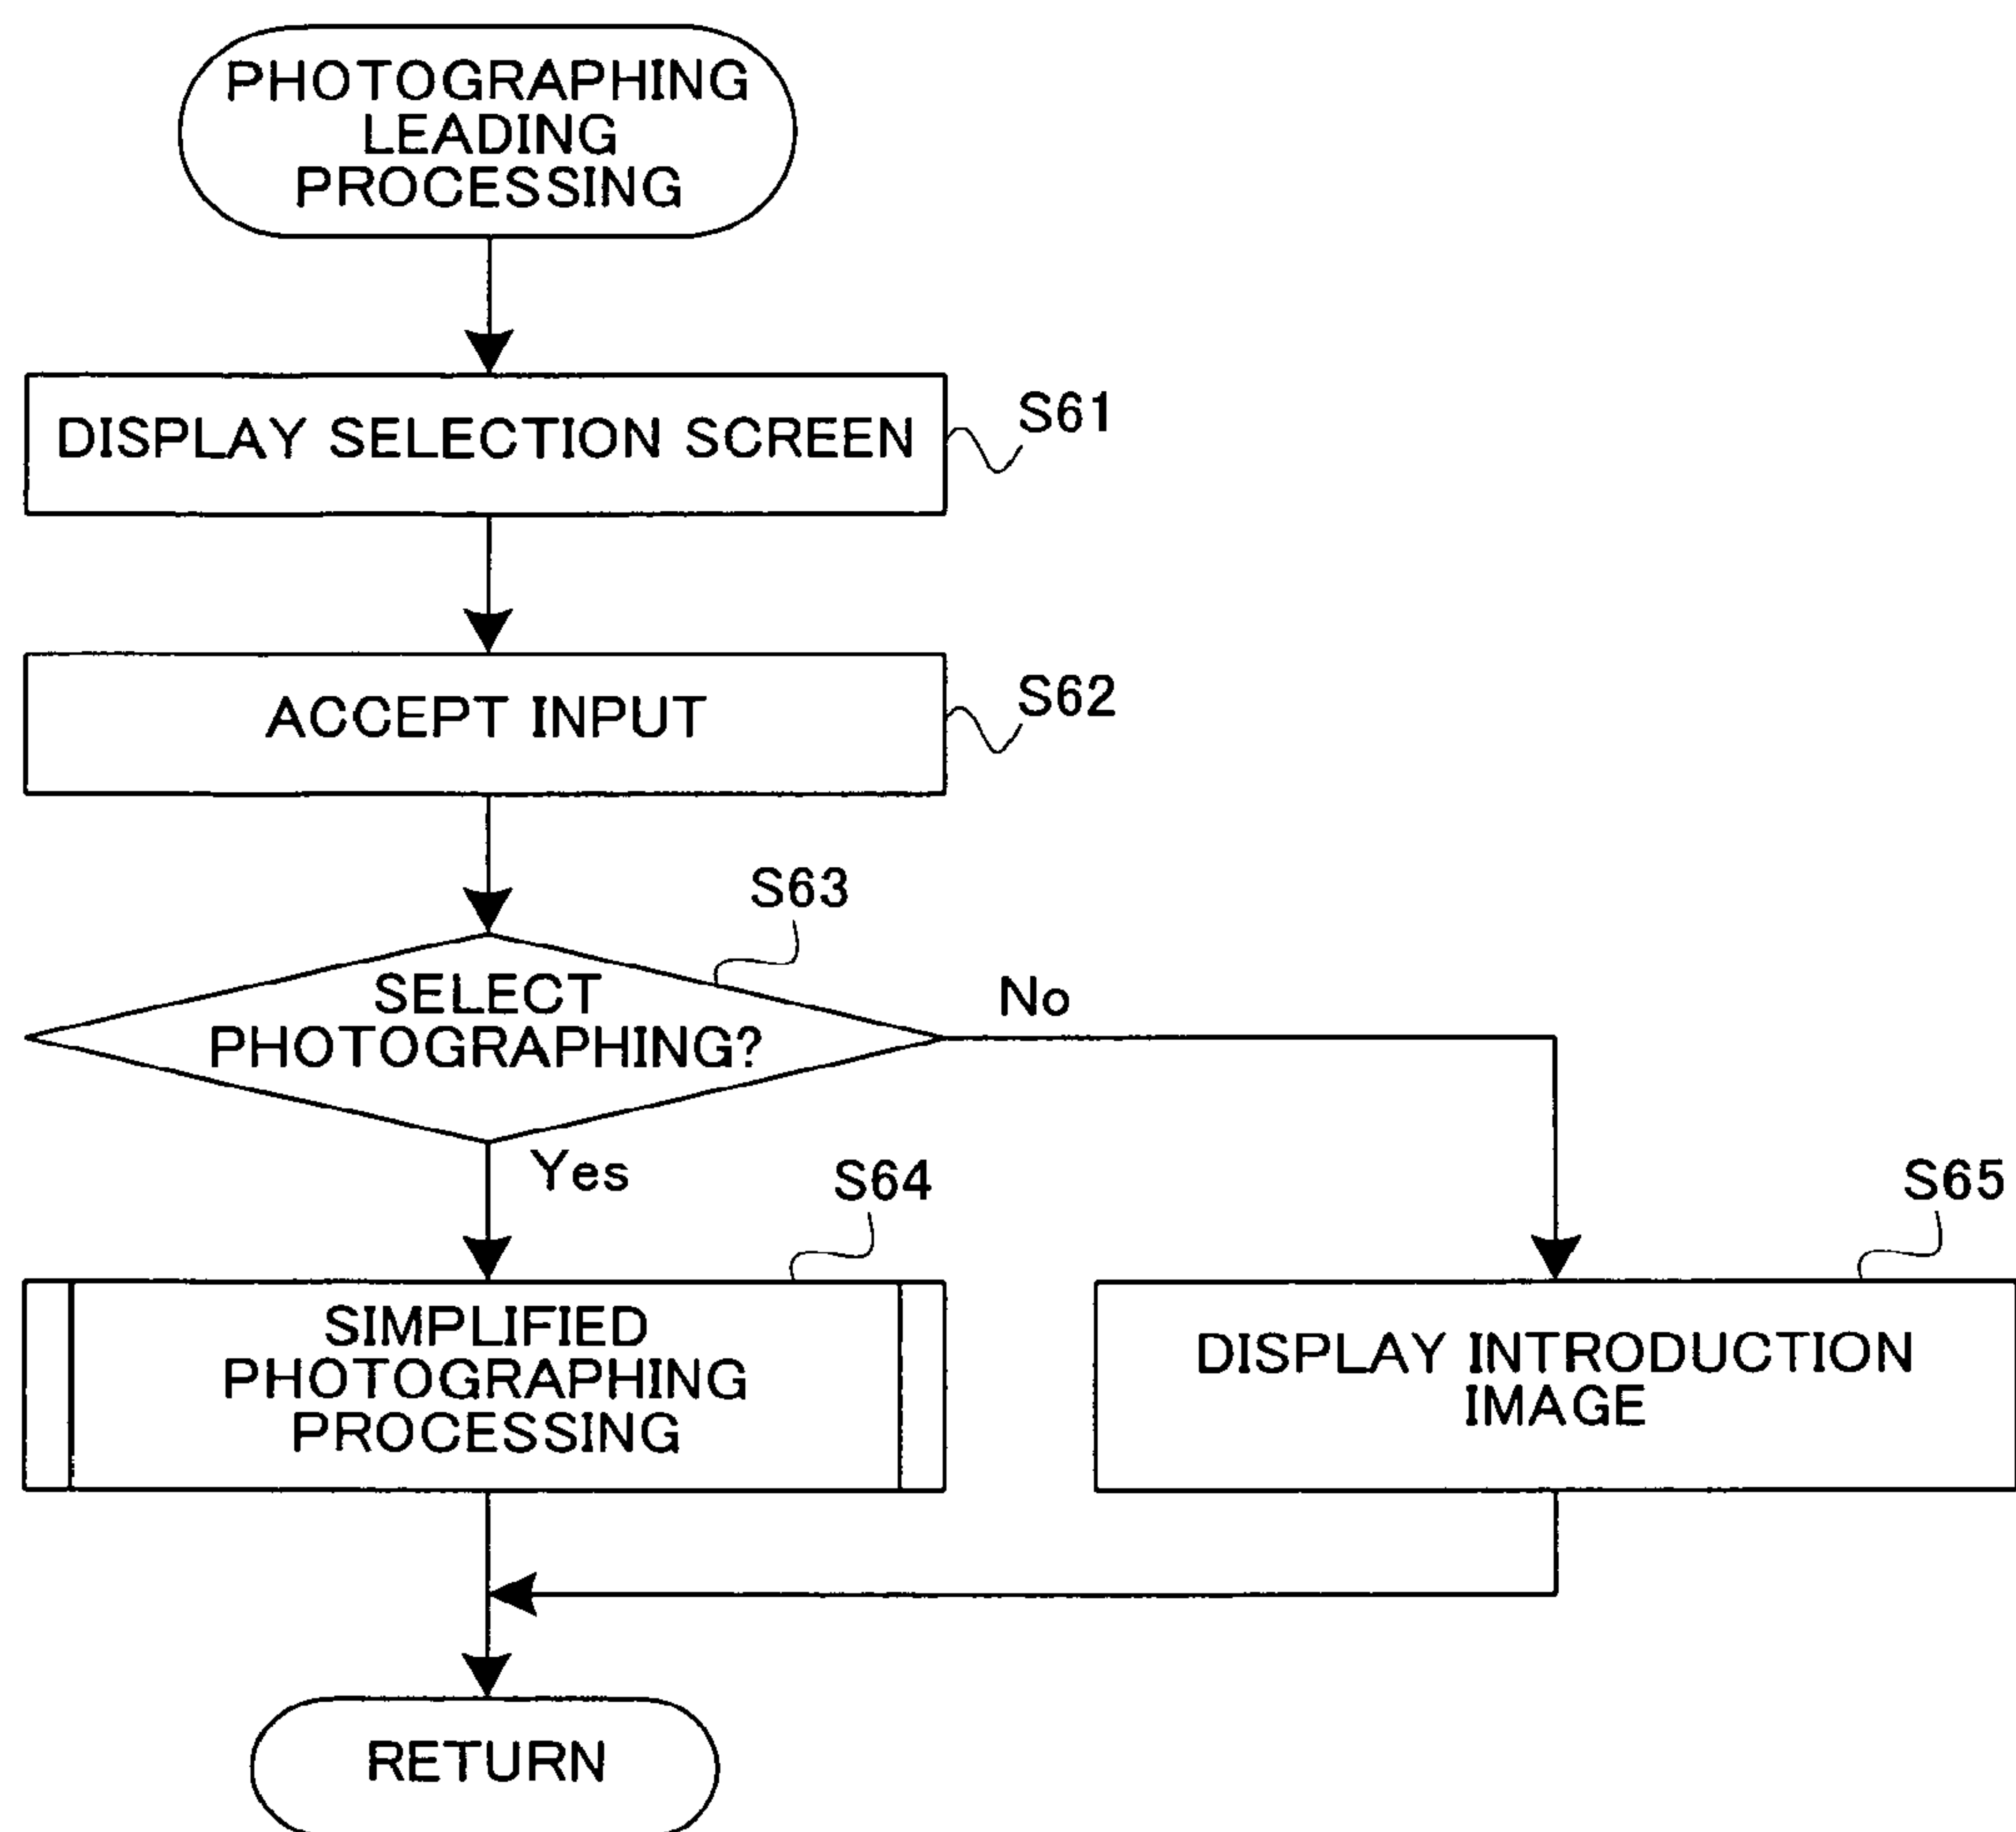 PHOTOGRAPHING
LEADING
PROCESSING
DISPLAY SELECTION SCREEN
S61
ACCEPT INPUT
S62
S63
SELECT
PHOTOGRAPHING?
No
Yes
S64
S65
SIMPLIFIED
PHOTOGRAPHING
PROCESSING
DISPLAY INTRODUCTION
IMAGE
RETURN